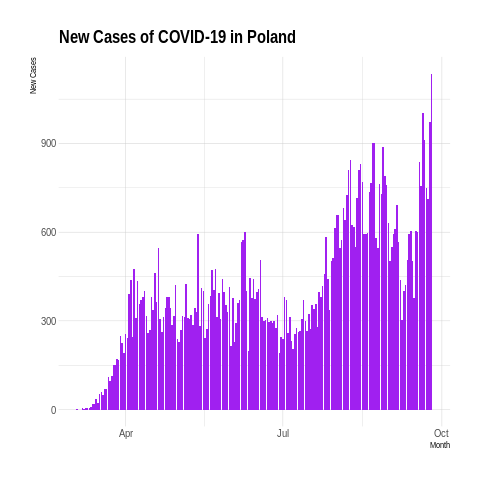 New Cases of COVID-19 in Poland
New Cases
900
600
300
0
Apr
Jul
Oct
Month